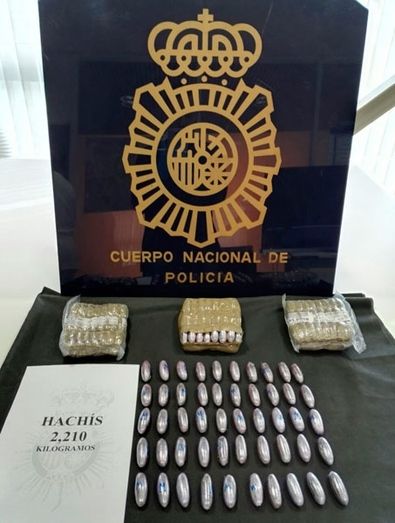 CUERPO NACIONAL DE
POLICIA
HACHÍS
2,210
KILOGRAMOS